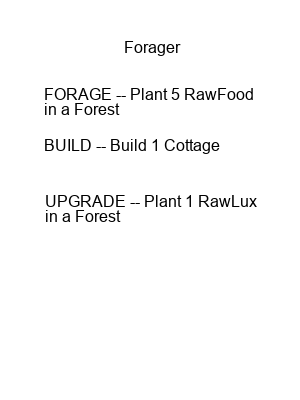 Forager
FORAGE -- Plant 5 RawFood
in a Forest
BUILD -- Build 1 Cottage
UPGRADE -- Plant 1 RawLux
in a Forest